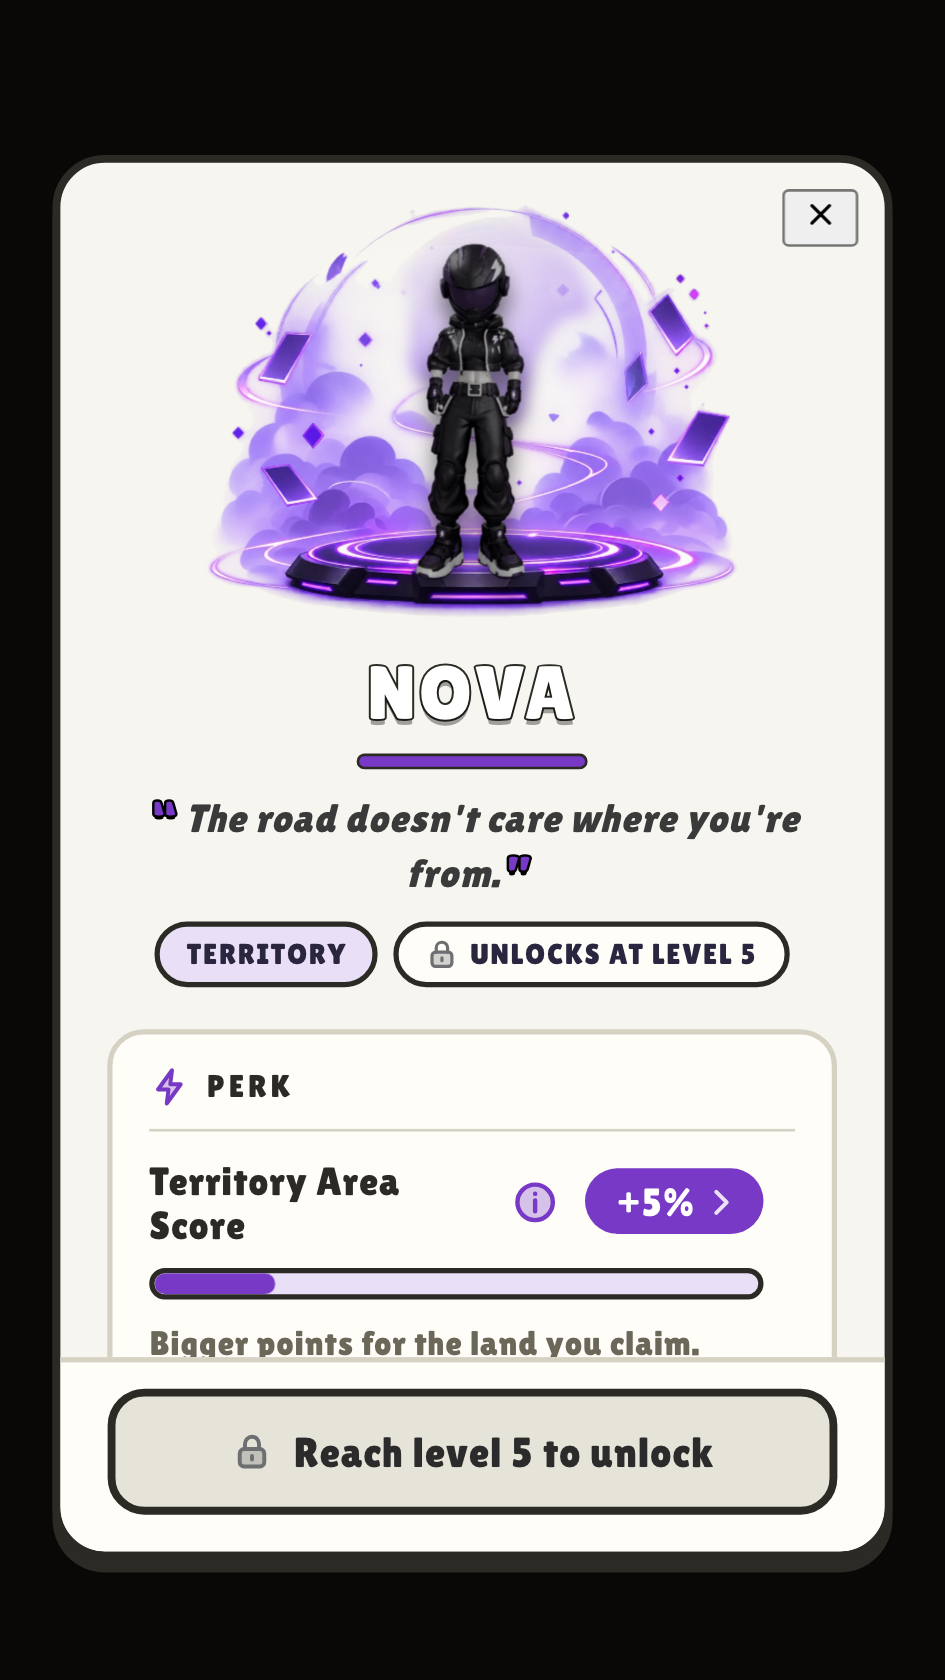 NOVA
"The road doesn't care where you're
from."
TERRITORY
UNLOCKS AT LEVEL 5
PERK
Territory Area
Score
+5%
Bigger points for the land you claim.
Reach level 5 to unlock